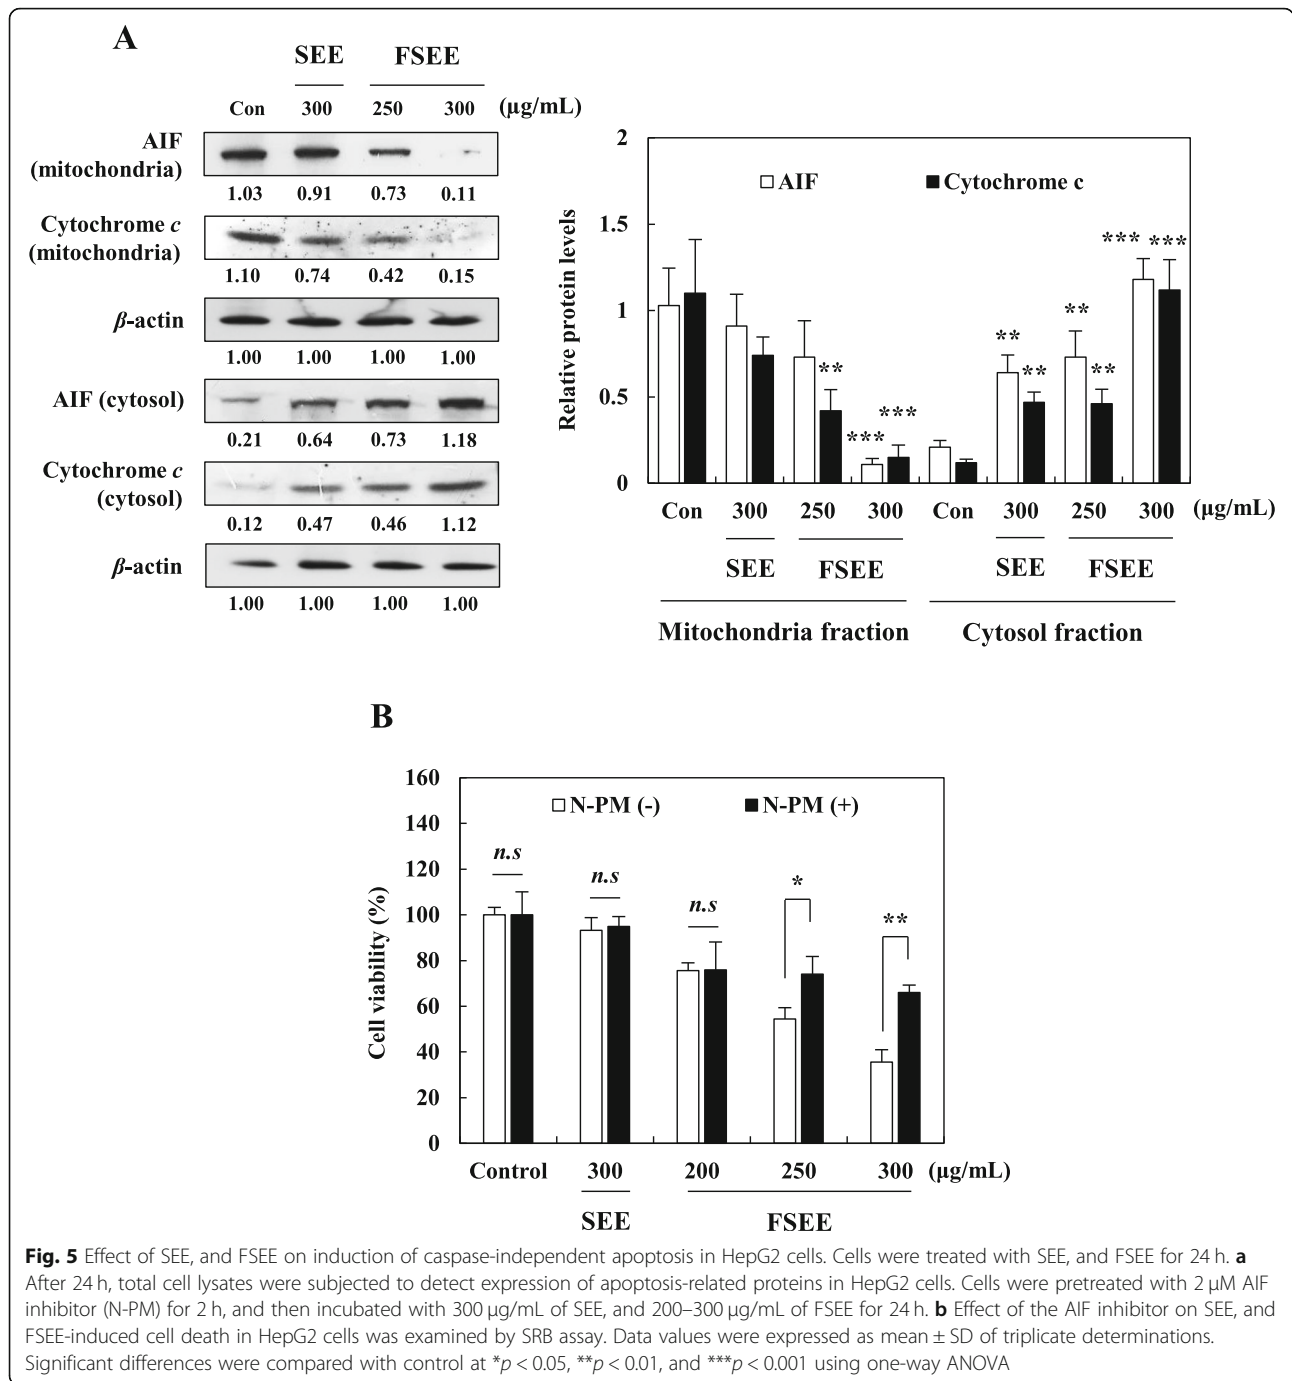 A
SEE FSEE
Con 300 250 300 (μg/mL)
AIF
(mitochondria)
1.03 0.91 0.73 0.11
Cytochrome c
(mitochondria)
1.10 0.74 0.42 0.15
β-actin
1.00 1.00 1.00 1.00
AIF (cytosol)
0.21 0.64 0.73 1.18
Cytochrome c
(cytosol)
0.12 0.47 0.46 1.12
β-actin
1.00 1.00 1.00 1.00
Relative protein levels
2
1.5
1
0.5
0
AIF Cytochrome c
** *** *** ** ** ** ** *** ***
Con 300 250 300 Con 300 250 300 (μg/mL)
SEE FSEE SEE FSEE
Mitochondria fraction Cytosol fraction
B
Cell viability (%)
160
140
120
100
80
60
40
20
0
N-PM (-) N-PM (+)
n.s n.s n.s * **
Control 300 200 250 300 (μg/mL)
SEE FSEE
Fig. 5 Effect of SEE, and FSEE on induction of caspase-independent apoptosis in HepG2 cells. Cells were treated with SEE, and FSEE for 24 h. a
After 24 h, total cell lysates were subjected to detect expression of apoptosis-related proteins in HepG2 cells. Cells were pretreated with 2 μM AIF
inhibitor (N-PM) for 2 h, and then incubated with 300 μg/mL of SEE, and 200–300 μg/mL of FSEE for 24 h. b Effect of the AIF inhibitor on SEE, and
FSEE-induced cell death in HepG2 cells was examined by SRB assay. Data values were expressed as mean ± SD of triplicate determinations.
Significant differences were compared with control at *p < 0.05, **p < 0.01, and ***p < 0.001 using one-way ANOVA